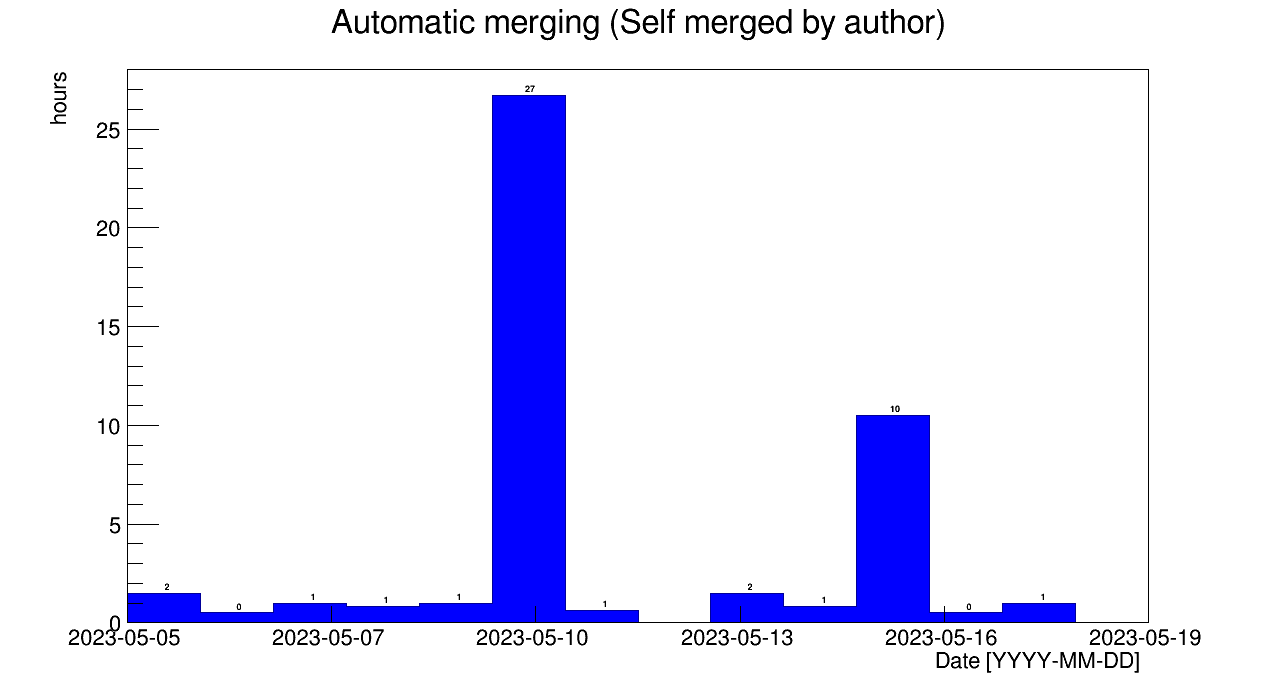 Automatic merging (Self merged by author)
hours
27
25
20
15
10
10
5
2 0 1 1 1 1 2 1 0 1
0
2023-05-05 2023-05-07 2023-05-10 2023-05-13 2023-05-16 2023-05-19
Date [YYYY-MM-DD]